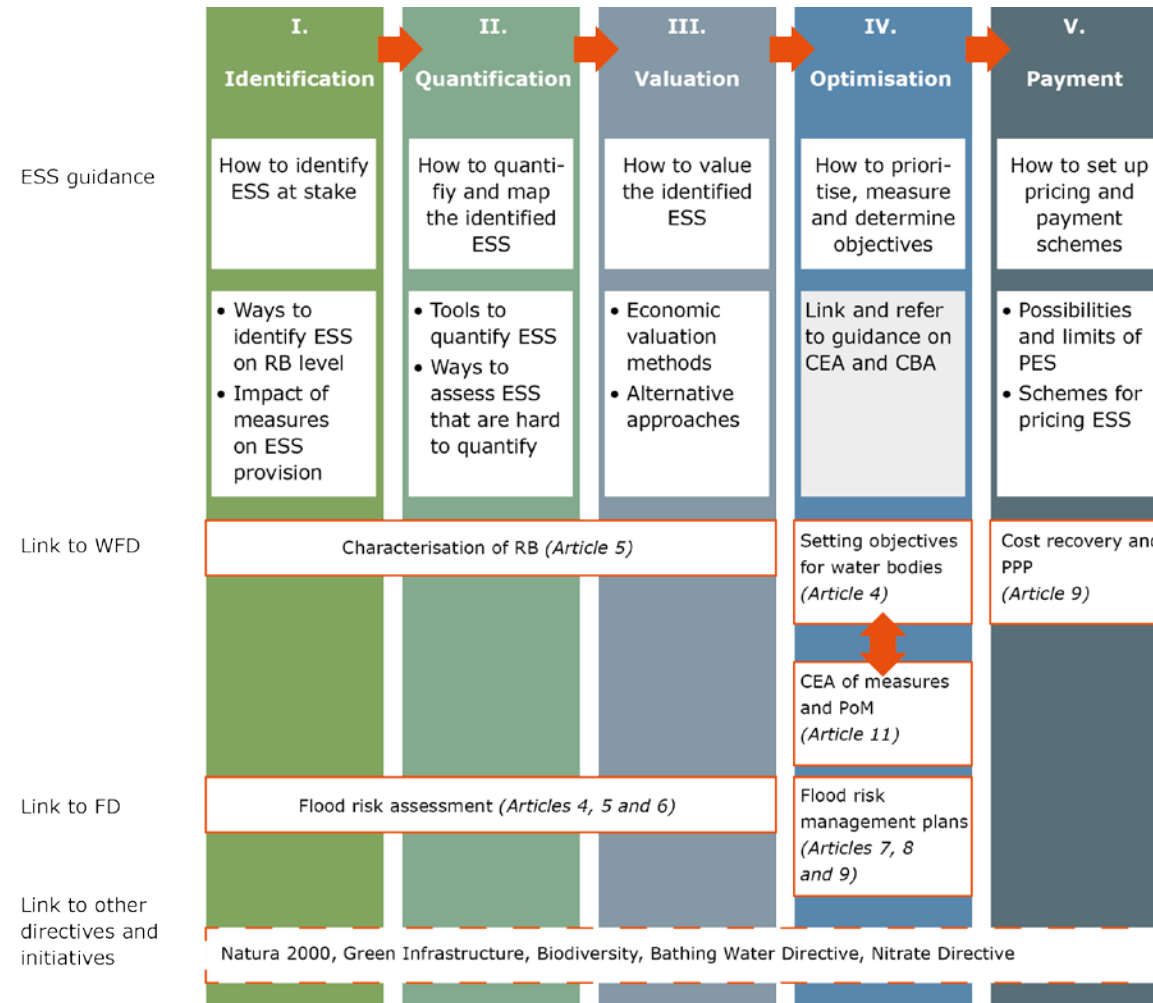 I.
Identification
II.
Quantification
III.
Valuation
IV.
Optimisation
V.
Payment
ESS guidance
How to identify
ESS at stake
How to quanti-
fiy and map
the identified
ESS
How to value
the identified
ESS
How to priori-
tise, measure
and determine
objectives
How to set up
pricing and
payment
schemes
• Ways to
identify ESS
on RB level
• Impact of
measures
on ESS
provision
• Tools to
quantify ESS
• Ways to
assess ESS
that are hard
to quantify
• Economic
valuation
methods
• Alternative
approaches
Link and refer
to guidance on
CEA and CBA
• Possibilities
and limits of
PES
• Schemes for
pricing ESS
Link to WFD
Characterisation of RB (Article 5)
Setting objectives
for water bodies
(Article 4)
Cost recovery and
PPP
(Article 9)
CEA of measures
and PoM
(Article 11)
Link to FD
Flood risk assessment (Articles 4, 5 and 6)
Flood risk
management plans
(Articles 7, 8
and 9)
Link to other
directives and
initiatives
Natura 2000, Green Infrastructure, Biodiversity, Bathing Water Directive, Nitrate Directive